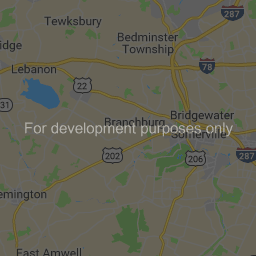 Tewksbury
287
Bedminster
Township
idge
Lebanon
78
22
31
Branchburg
Bridgewater
For development purposes only
Somerville
202
206
287
emington
East Amwell